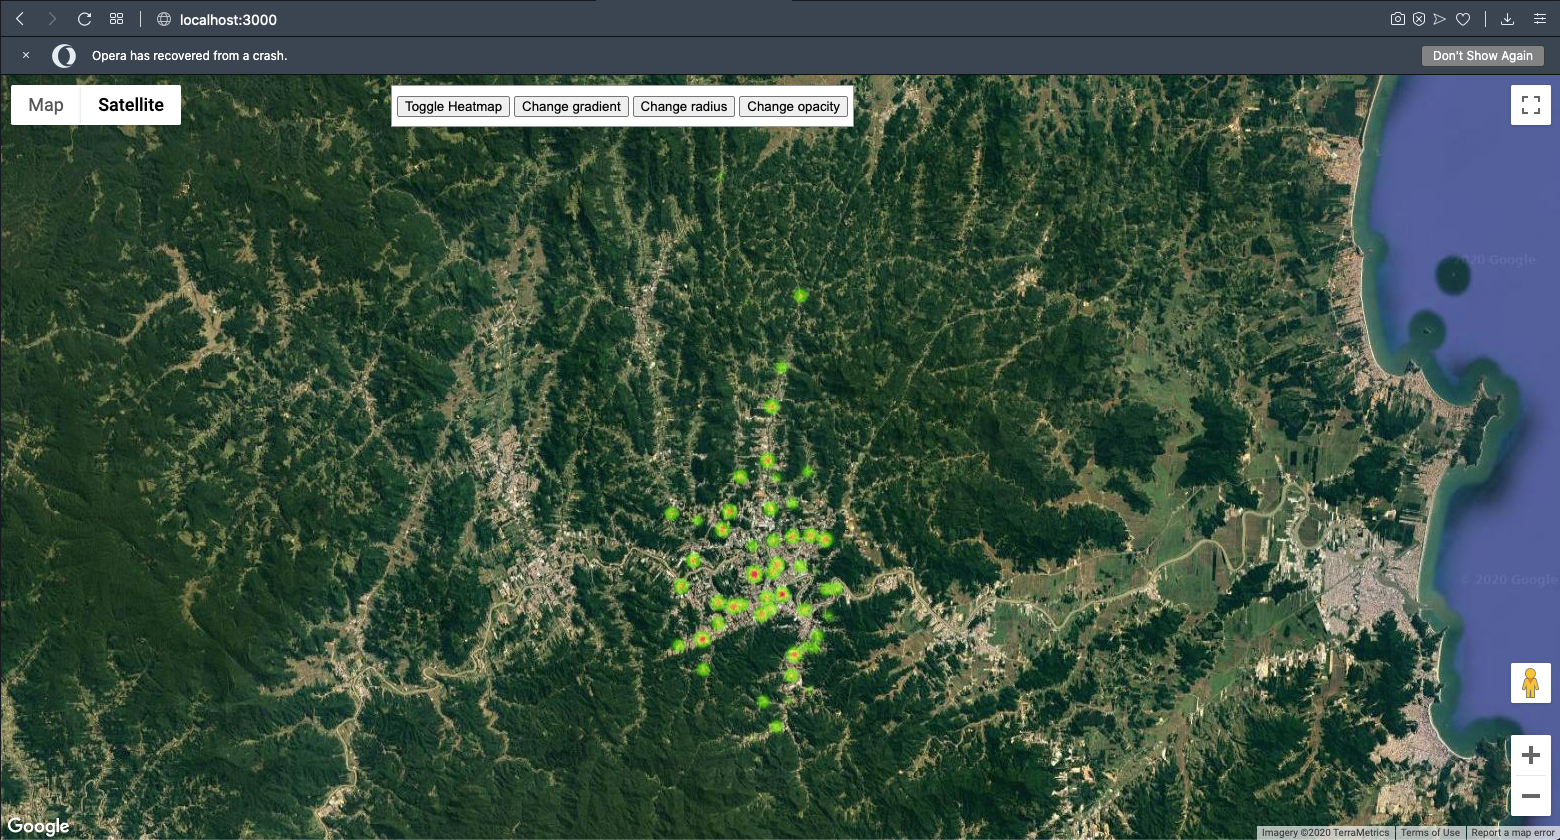 localhost:3000
× Opera has recovered from a crash. Don't Show Again
Map Satellite
Toggle Heatmap Change gradient Change radius Change opacity
2020 Google
© 2020 Google
Google
Imagery ©2020 TerraMetrics Terms of Use Report a map error